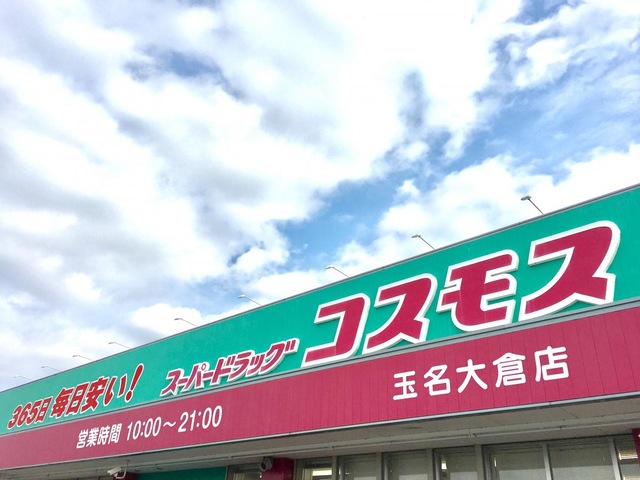 365日 毎日安い! スーパードラッグ コスモス
営業時間 10:00～21:00 玉名大倉店